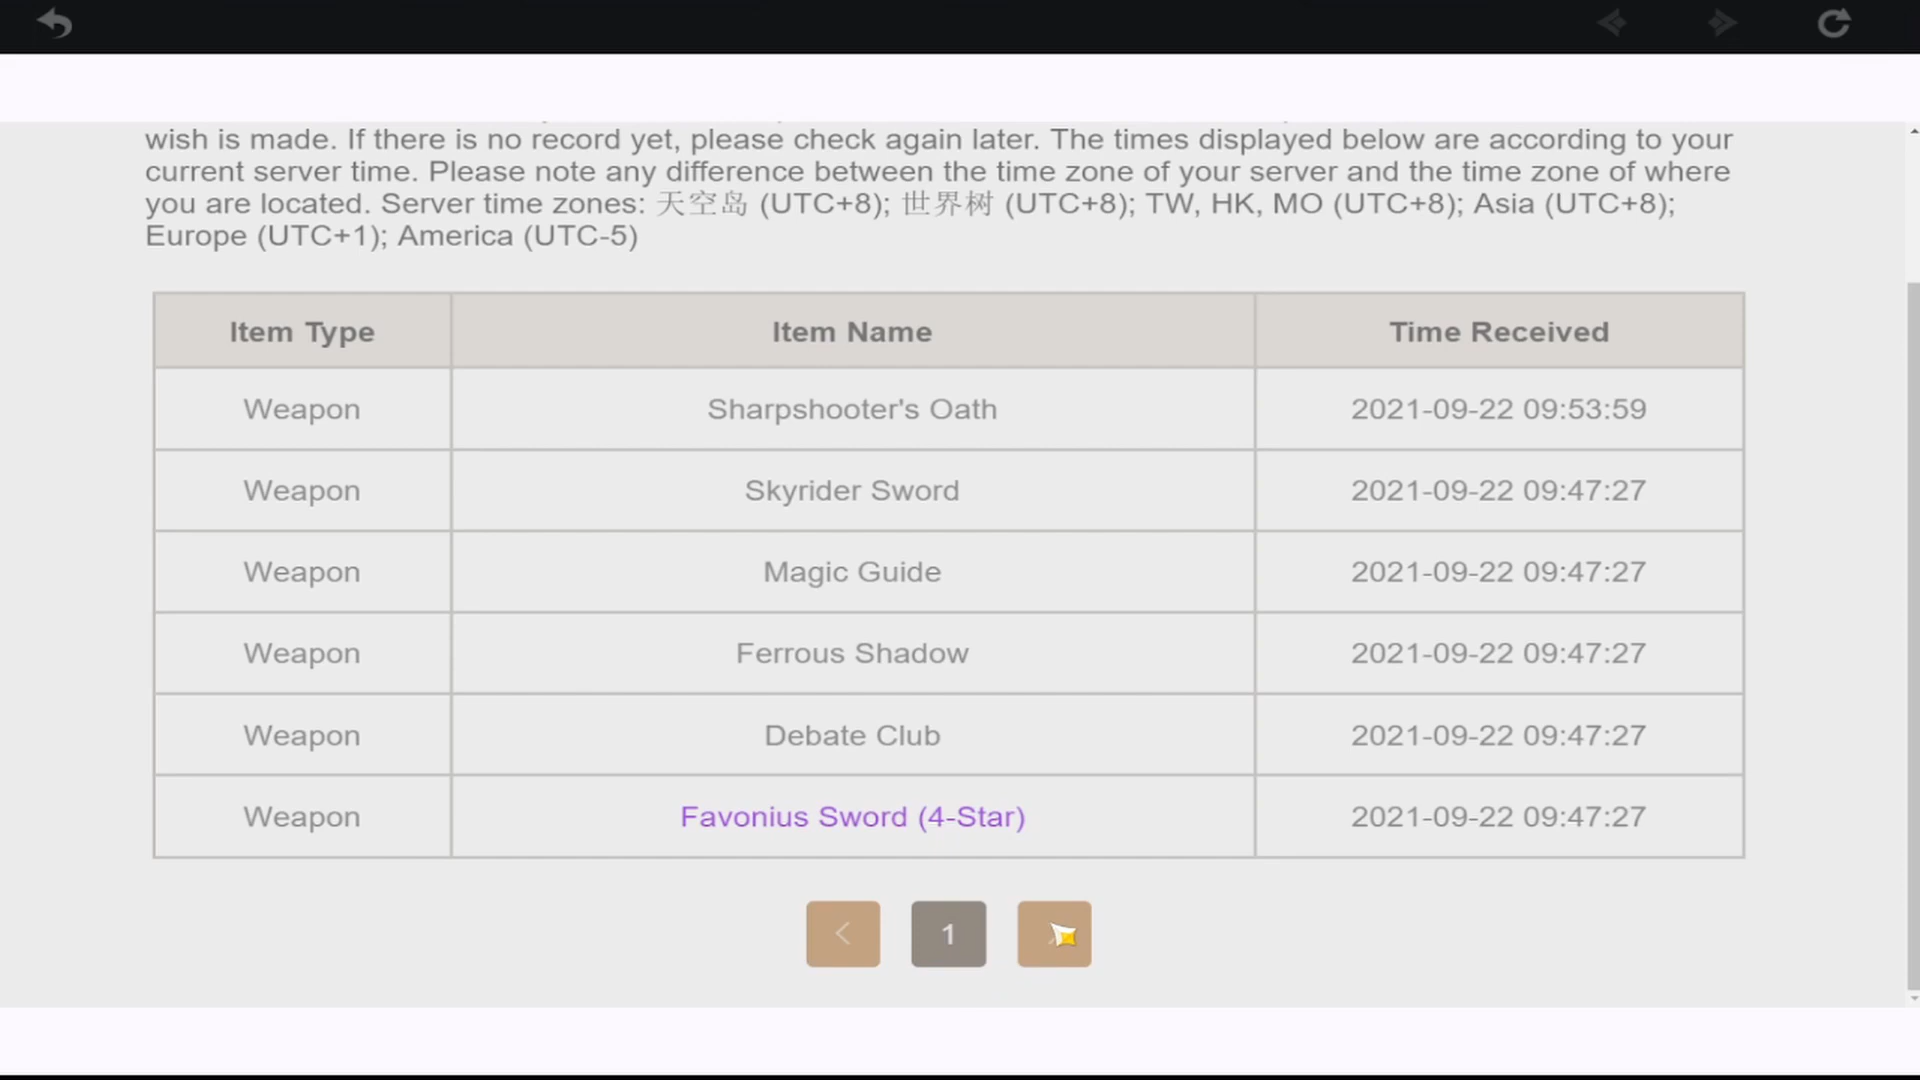 wish is made. If there is no record yet, please check again later. The times displayed below are according to your
current server time. Please note any difference between the time zone of your server and the time zone of where
you are located. Server time zones: 天空岛 (UTC+8); 世界树 (UTC+8); TW, HK, MO (UTC+8); Asia (UTC+8);
Europe (UTC+1); America (UTC-5)
Item Type Item Name Time Received
Weapon Sharpshooter's Oath 2021-09-22 09:53:59
Weapon Skyrider Sword 2021-09-22 09:47:27
Weapon Magic Guide 2021-09-22 09:47:27
Weapon Ferrous Shadow 2021-09-22 09:47:27
Weapon Debate Club 2021-09-22 09:47:27
Weapon Favonius Sword (4-Star) 2021-09-22 09:47:27
1